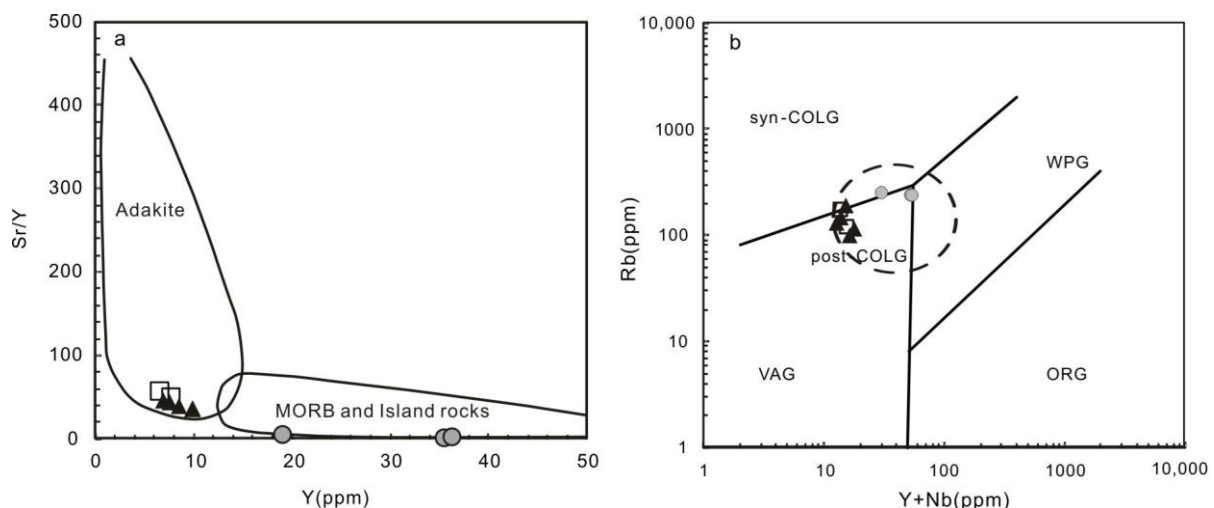 a
500
400
300
200
100
0
Sr/Y
Adakite
MORB and Island rocks
0
10
20
30
40
50
Y(ppm)
b
10,000
1000
100
10
1
Rb(ppm)
syn-COLG
WPG
post-COLG
VAG
ORG
1
10
100
1000
10,000
Y+Nb(ppm)